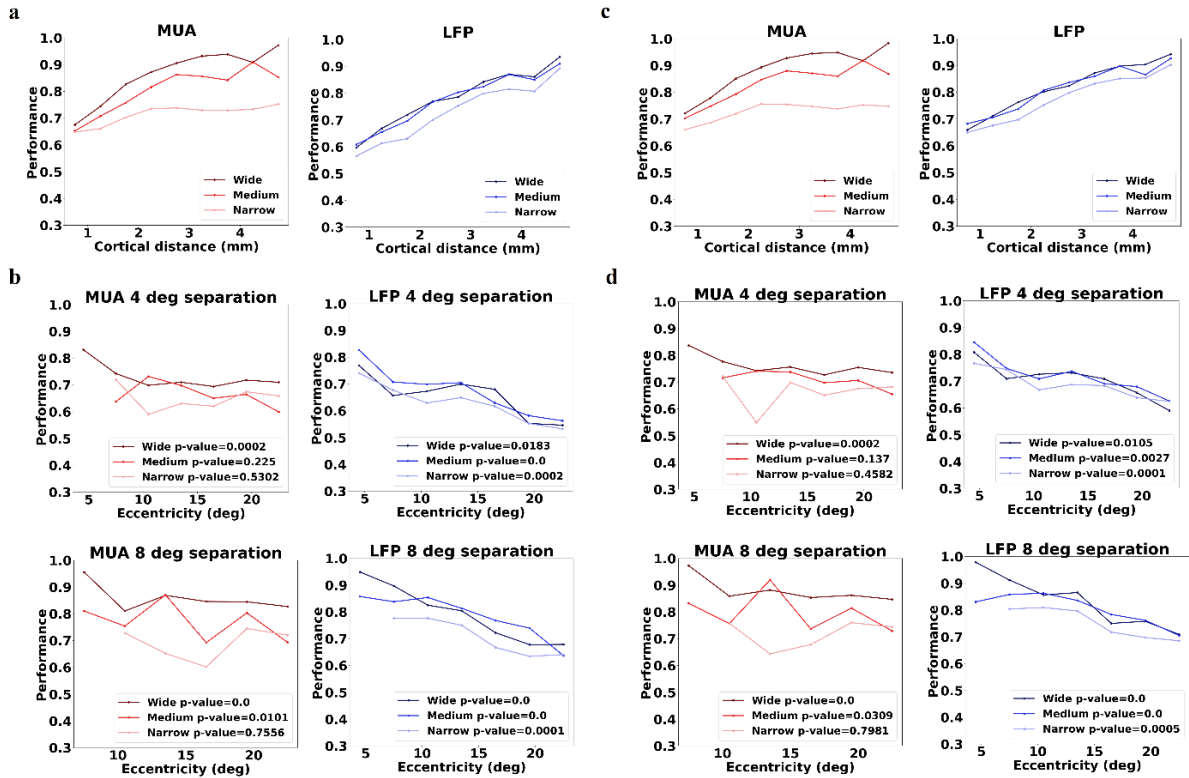 a
MUA
Performance
1.0
0.9
0.8
0.7
0.6
0.5
0.4
0.3
1 2 3 4
Cortical distance (mm)
Wide
Medium
Narrow
LFP
Performance
1.0
0.9
0.8
0.7
0.6
0.5
0.4
0.3
1 2 3 4
Cortical distance (mm)
Wide
Medium
Narrow
c
MUA
Performance
1.0
0.9
0.8
0.7
0.6
0.5
0.4
0.3
1 2 3 4
Cortical distance (mm)
Wide
Medium
Narrow
LFP
Performance
1.0
0.9
0.8
0.7
0.6
0.5
0.4
0.3
1 2 3 4
Cortical distance (mm)
Wide
Medium
Narrow
b
MUA 4 deg separation
Performance
1.0
0.9
0.8
0.7
0.6
0.5
0.4
0.3
5 10 15 20
Eccentricity (deg)
Wide p-value=0.0002
Medium p-value=0.225
Narrow p-value=0.5302
LFP 4 deg separation
Performance
1.0
0.9
0.8
0.7
0.6
0.5
0.4
0.3
5 10 15 20
Eccentricity (deg)
Wide p-value=0.0183
Medium p-value=0.0
Narrow p-value=0.0002
MUA 8 deg separation
Performance
1.0
0.9
0.8
0.7
0.6
0.5
0.4
0.3
10 15 20
Eccentricity (deg)
Wide p-value=0.0
Medium p-value=0.0101
Narrow p-value=0.7556
LFP 8 deg separation
Performance
1.0
0.9
0.8
0.7
0.6
0.5
0.4
0.3
5 10 15 20
Eccentricity (deg)
Wide p-value=0.0
Medium p-value=0.0
Narrow p-value=0.0001
d
MUA 4 deg separation
Performance
1.0
0.9
0.8
0.7
0.6
0.5
0.4
0.3
5 10 15 20
Eccentricity (deg)
Wide p-value=0.0002
Medium p-value=0.137
Narrow p-value=0.4582
LFP 4 deg separation
Performance
1.0
0.9
0.8
0.7
0.6
0.5
0.4
0.3
5 10 15 20
Eccentricity (deg)
Wide p-value=0.0105
Medium p-value=0.0027
Narrow p-value=0.0001
MUA 8 deg separation
Performance
1.0
0.9
0.8
0.7
0.6
0.5
0.4
0.3
10 15 20
Eccentricity (deg)
Wide p-value=0.0
Medium p-value=0.0309
Narrow p-value=0.7981
LFP 8 deg separation
Performance
1.0
0.9
0.8
0.7
0.6
0.5
0.4
0.3
5 10 15 20
Eccentricity (deg)
Wide p-value=0.0
Medium p-value=0.0
Narrow p-value=0.0005